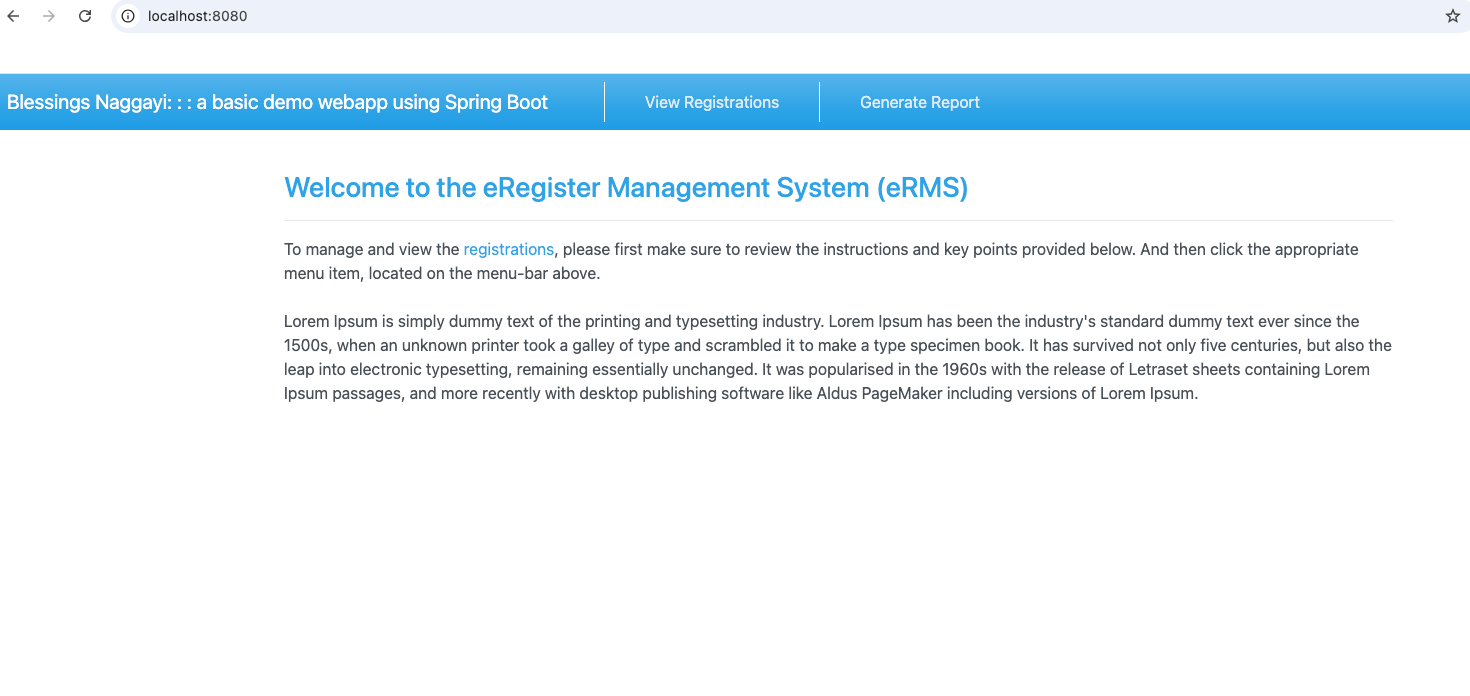 localhost:8080
Blessings Naggayi: : : a basic demo webapp using Spring Boot
View Registrations
Generate Report
Welcome to the eRegister Management System (eRMS)
To manage and view the registrations, please first make sure to review the instructions and key points provided below. And then click the appropriate
menu item, located on the menu-bar above.
Lorem Ipsum is simply dummy text of the printing and typesetting industry. Lorem Ipsum has been the industry's standard dummy text ever since the
1500s, when an unknown printer took a galley of type and scrambled it to make a type specimen book. It has survived not only five centuries, but also the
leap into electronic typesetting, remaining essentially unchanged. It was popularised in the 1960s with the release of Letraset sheets containing Lorem
Ipsum passages, and more recently with desktop publishing software like Aldus PageMaker including versions of Lorem Ipsum.